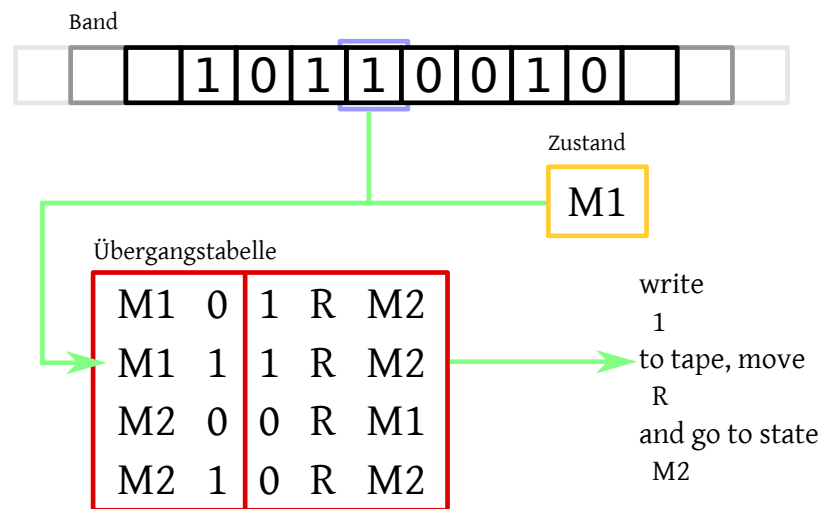 Band
1 0 1 1 0 0 1 0
Zustand
M1
Übergangstabelle
M1 0 1 R M2
M1 1 1 R M2
M2 0 0 R M1
M2 1 0 R M2
write
1
to tape, move
R
and go to state
M2